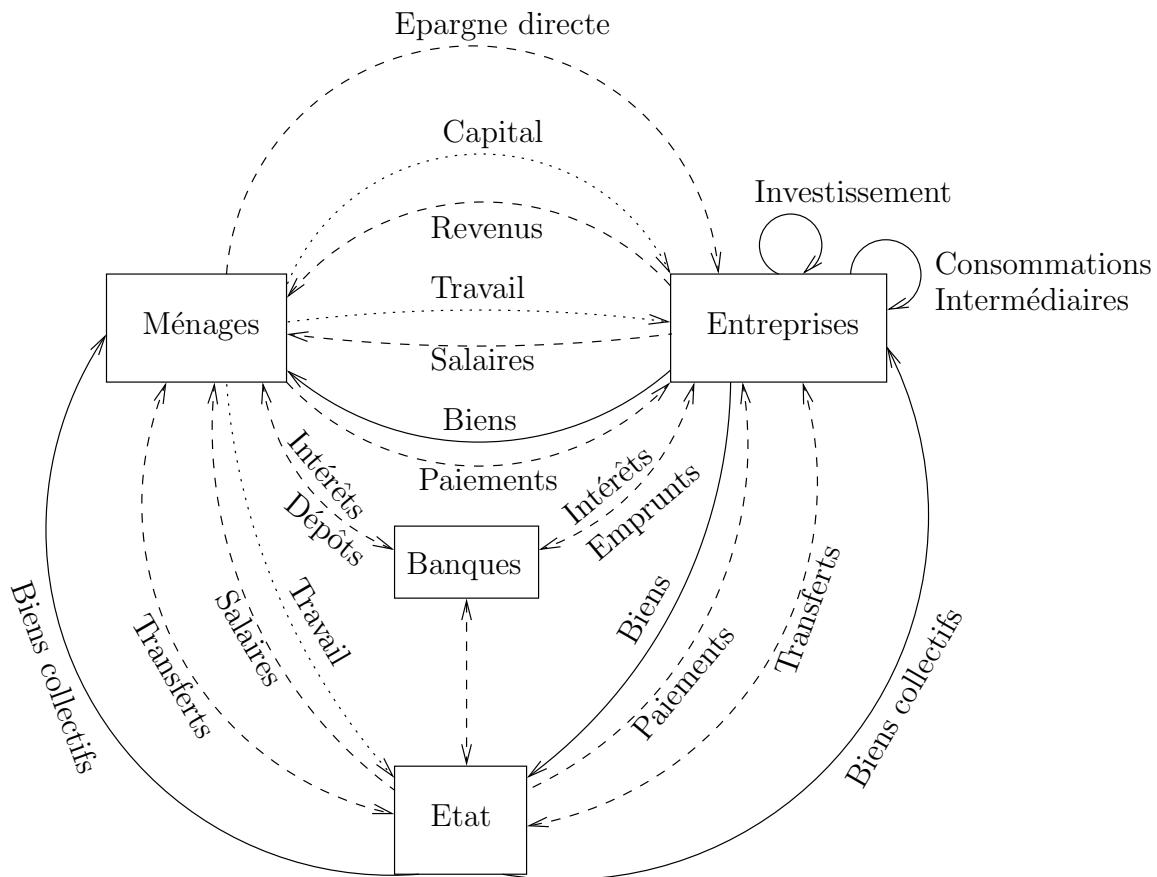 Epargne directe
Capital
Investissement
Revenus
Consommations
Intermédiaires
Travail
Ménages
Entreprises
Salaires
Biens
Paiements
Intérêts
Dépôts
Intérêts
Emprunts
Banques
Biens collectifs
Transferts
Salaires
Travail
Biens
Paiements
Transferts
Biens collectifs
Etat